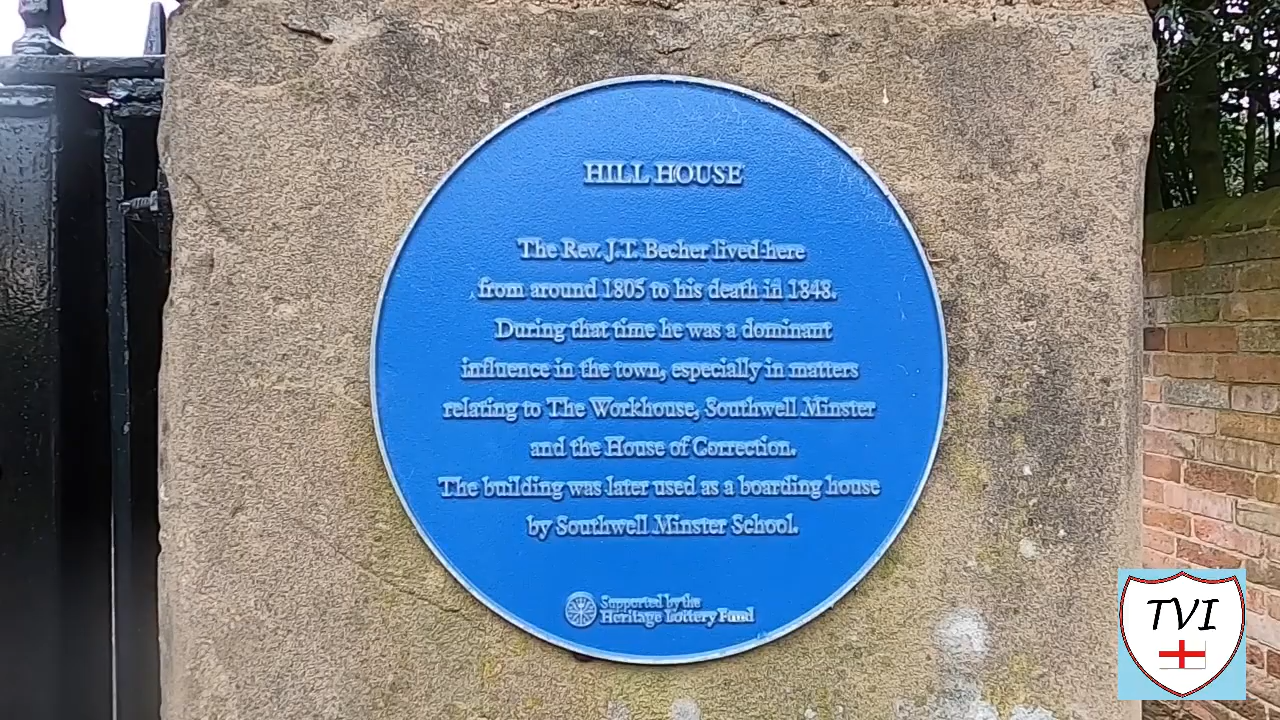 HILL HOUSE
The Rev. J.T. Becher lived here
from around 1805 to his death in 1848.
During that time he was a dominant
influence in the town, especially in matters
relating to The Workhouse, Southwell Minster
and the House of Correction.
The building was later used as a boarding house
by Southwell Minster School.
Supported by the
Heritage Lottery Fund
TVI